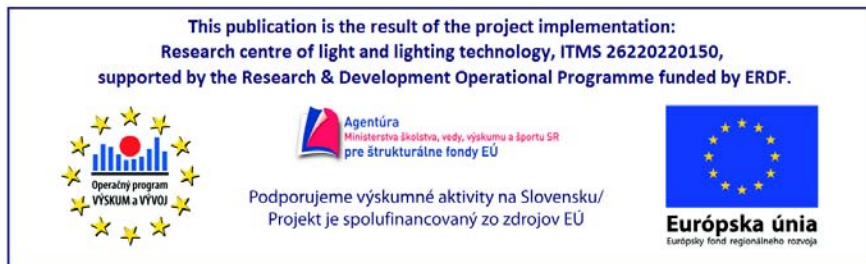 This publication is the result of the project implementation:
Research centre of light and lighting technology, ITMS 26220220150,
supported by the Research & Development Operational Programme funded by ERDF.
Operačný program
VÝSKUM a VÝVOJ
Agentúra
Ministerstva školstva, vedy, výskumu a športu SR
pre štrukturálne fondy EÚ
Podporujeme výskumné aktivity na Slovensku/
Projekt je spolufinancovaný zo zdrojov EÚ
Európska únia
Európsky fond regionálneho rozvoja